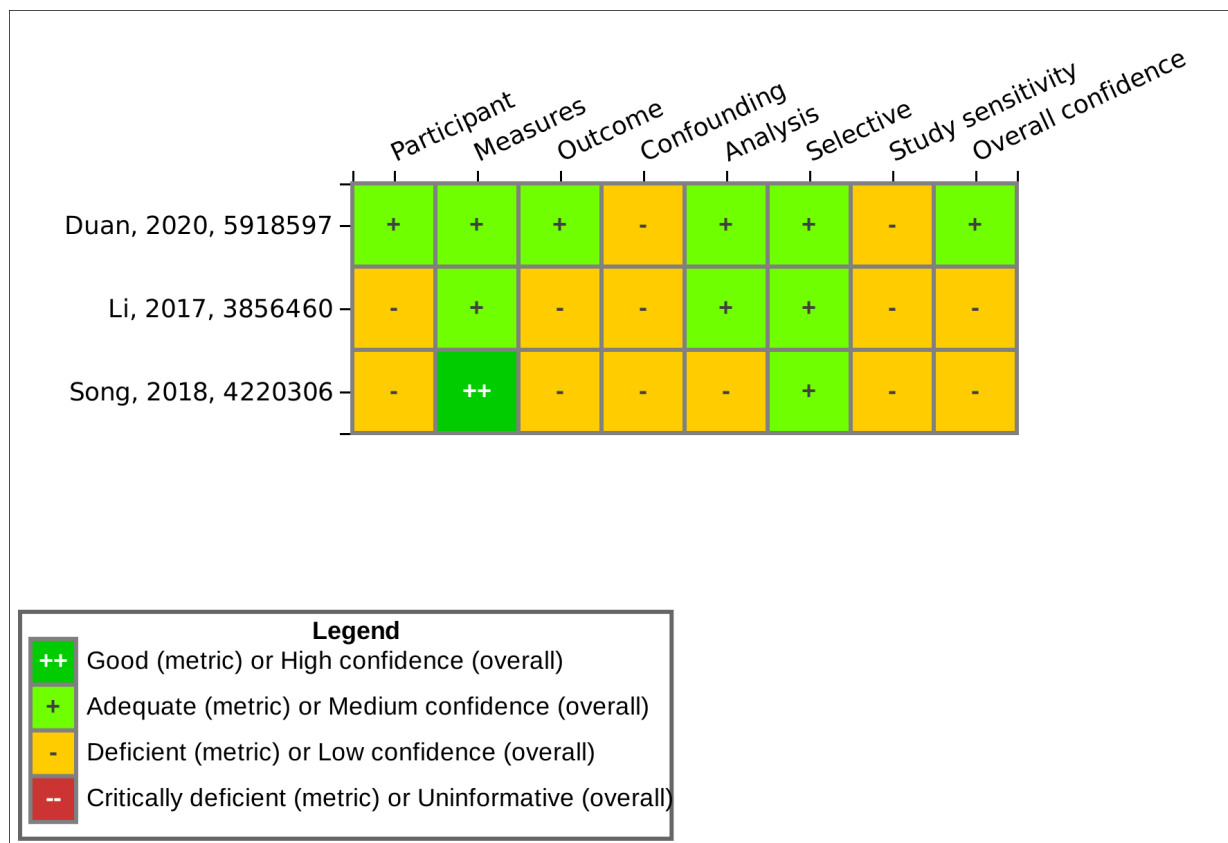 Participant
Measures
Outcome
Confounding
Analysis
Selective
Study sensitivity
Overall confidence
Duan, 2020, 5918597 + + + - + + - +
Li, 2017, 3856460 - + - - + + - -
Song, 2018, 4220306 - ++ - - - + - -
Legend
++ Good (metric) or High confidence (overall)
+ Adequate (metric) or Medium confidence (overall)
- Deficient (metric) or Low confidence (overall)
-- Critically deficient (metric) or Uninformative (overall)